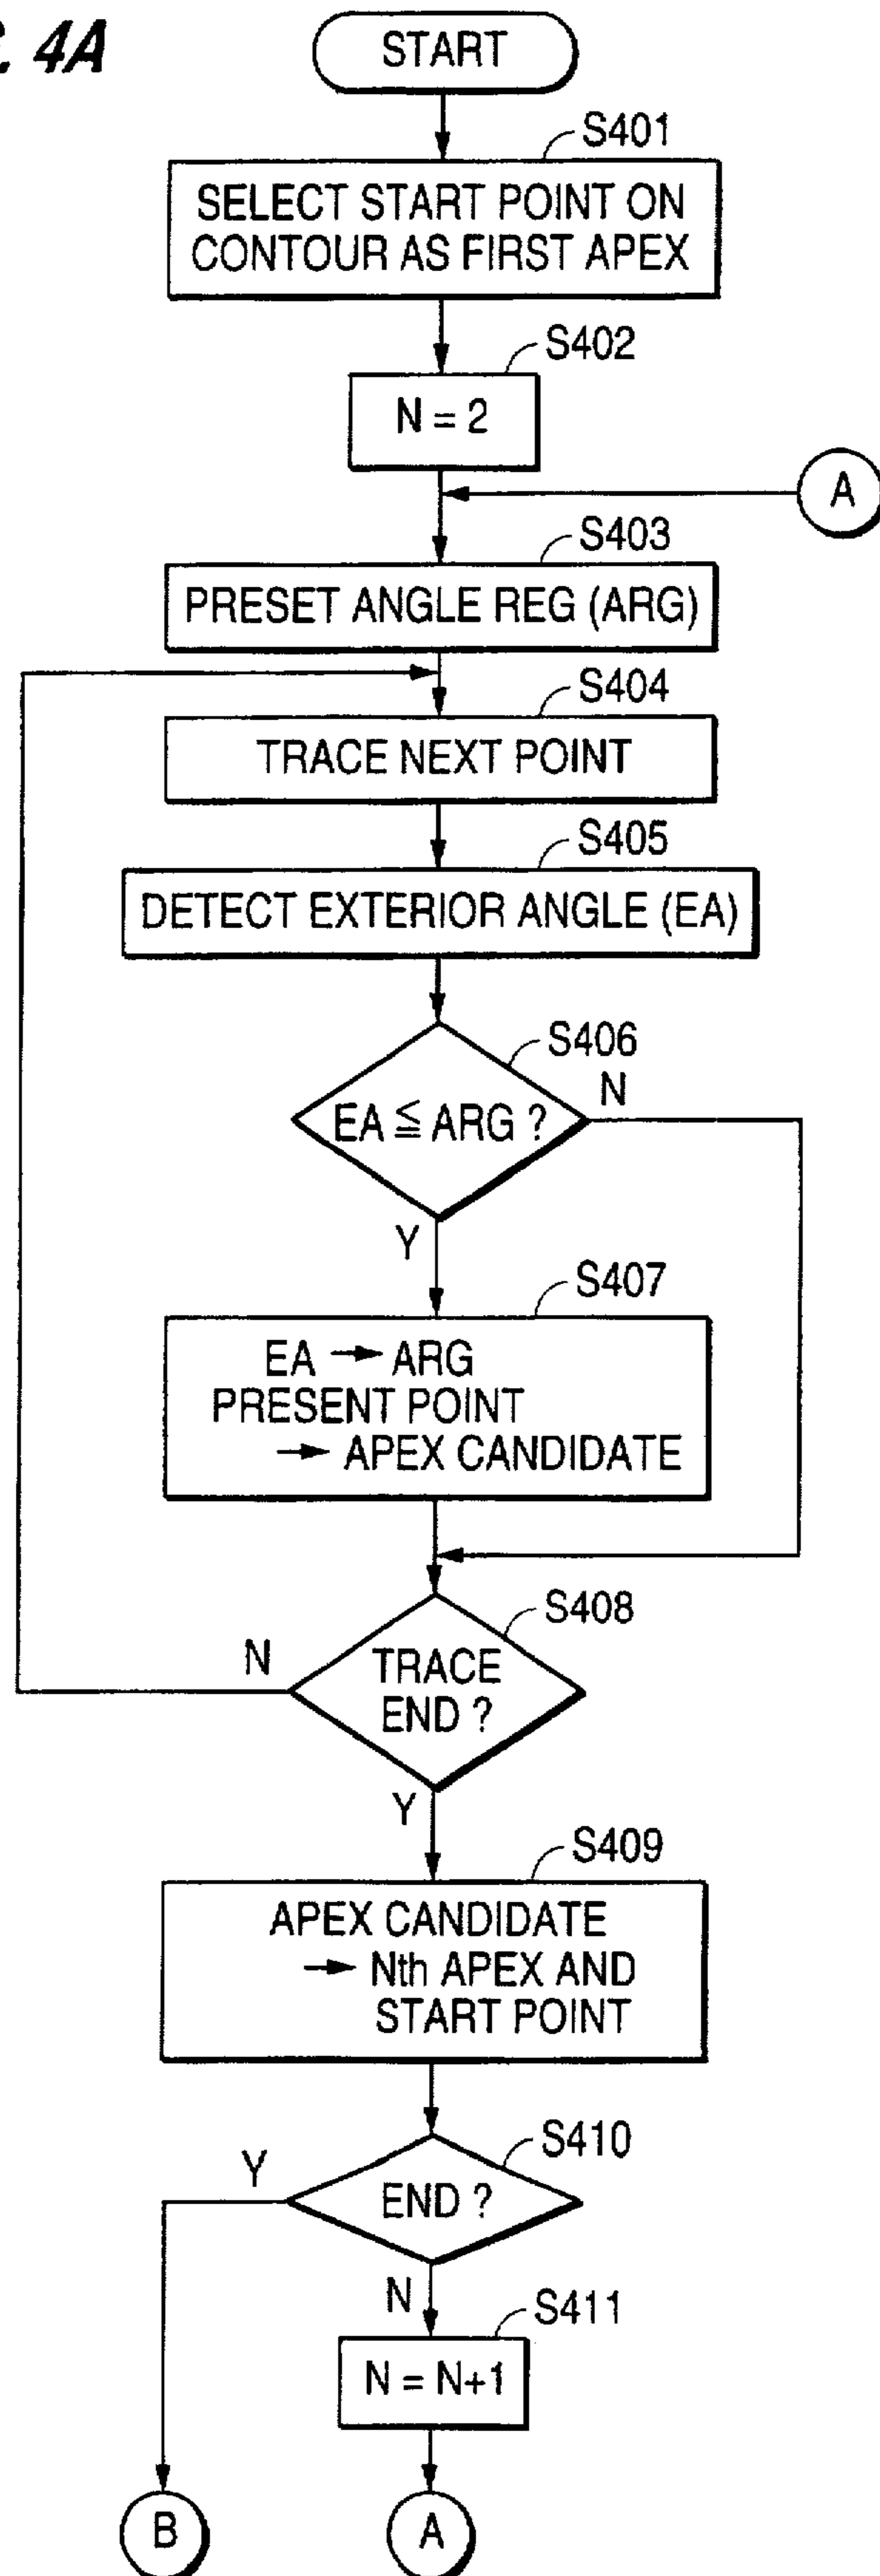 . 4A
START
S401
SELECT START POINT ON
CONTOUR AS FIRST APEX
S402
N = 2
A
S403
PRESET ANGLE REG (ARG)
S404
TRACE NEXT POINT
S405
DETECT EXTERIOR ANGLE (EA)
S406
EA ≦ ARG ?
N
Y
S407
EA → ARG
PRESENT POINT
→ APEX CANDIDATE
S408
TRACE
END ?
N
Y
S409
APEX CANDIDATE
→ Nth APEX AND
START POINT
S410
END ?
Y
N
S411
N = N+1
B
A